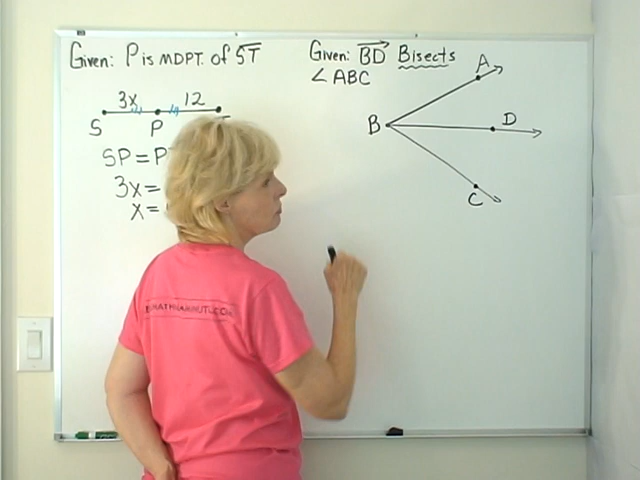 Given: P is MDPT. of ST
3x 12
S P
SP = P
3x =
x =
Given: BD Bisects
∠ABC
A
B D
C